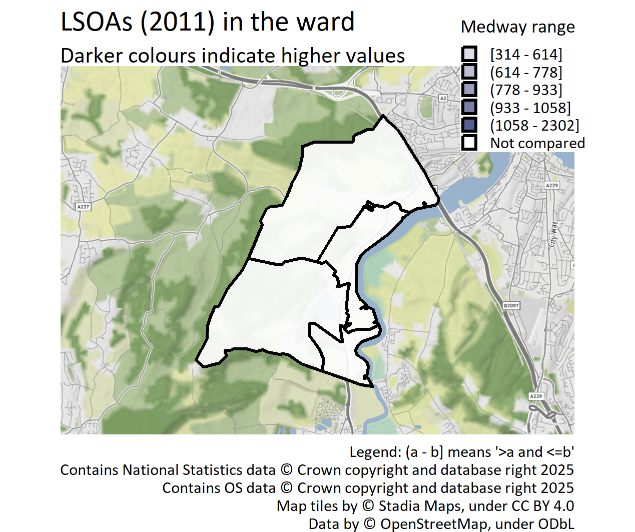 LSOAs (2011) in the ward
Darker colours indicate higher values
Medway range
[314 - 614]
(614 - 778]
(778 - 933]
(933 - 1058]
(1058 - 2302]
Not compared
A2
A229
A227
City Way
B2097
A229
Legend: (a - b] means '>a and <=b'
Contains National Statistics data © Crown copyright and database right 2025
Contains OS data © Crown copyright and database right 2025
Map tiles by © Stadia Maps, under CC BY 4.0
Data by © OpenStreetMap, under ODbL